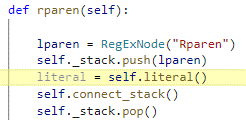 def rparen(self):
lparen = RegExNode("Rparen")
self._stack.push(lparen)
literal = self.literal()
self.connect_stack()
self._stack.pop()